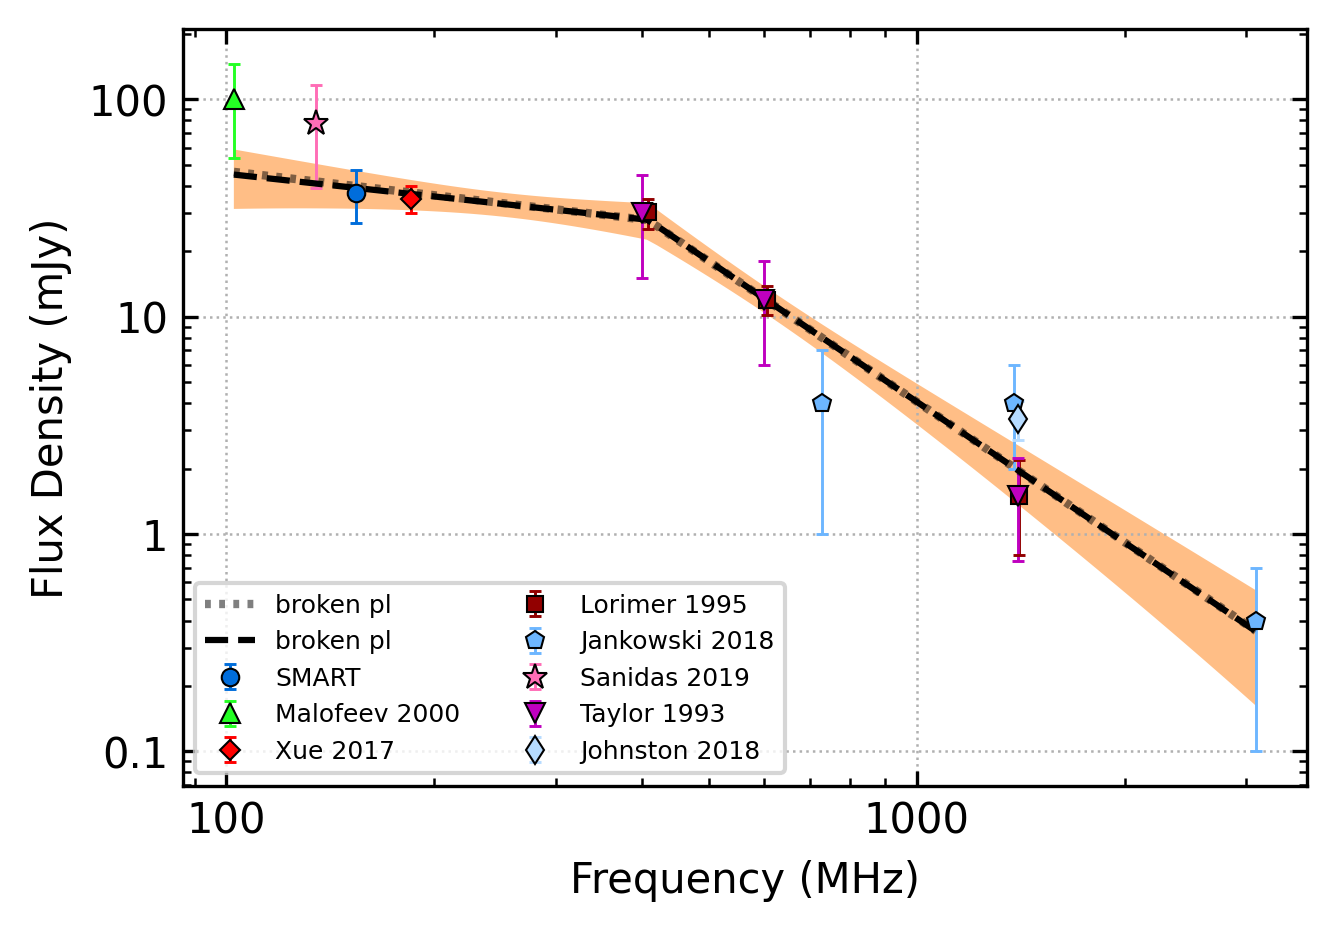 Flux Density (mJy)
100
10
1
0.1
broken pl
broken pl
SMART
Malofeev 2000
Xue 2017
Lorimer 1995
Jankowski 2018
Sanidas 2019
Taylor 1993
Johnston 2018
100
1000
Frequency (MHz)